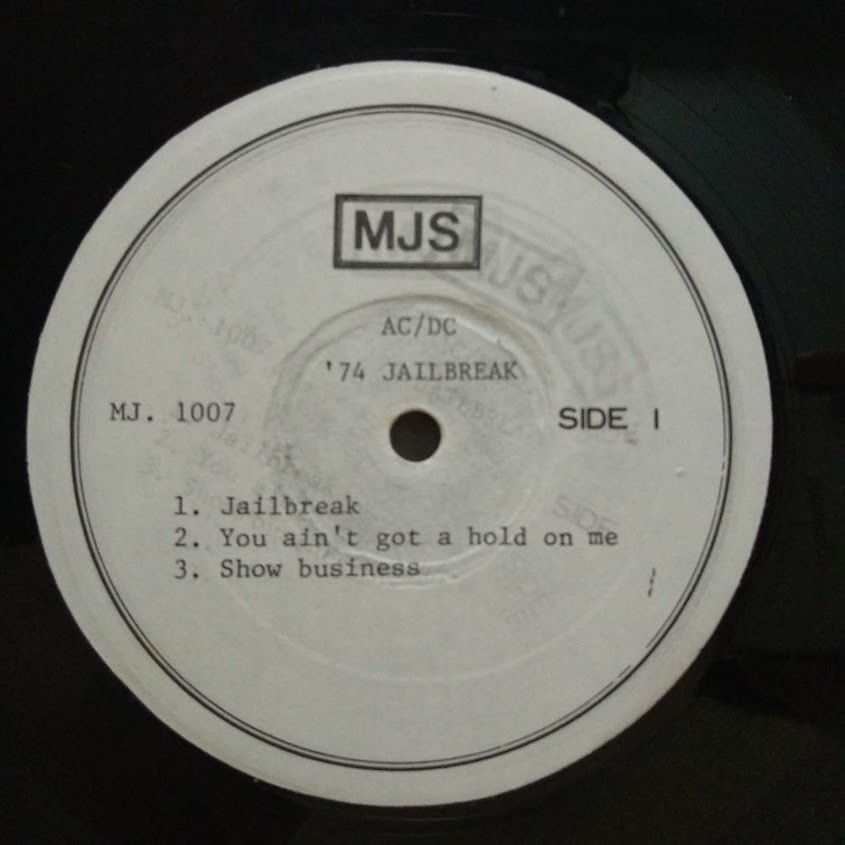 MJS
AC/DC
'74 JAILBREAK
MJ. 1007
SIDE 1
1. Jailbreak
2. You ain't got a hold on me
3. Show business